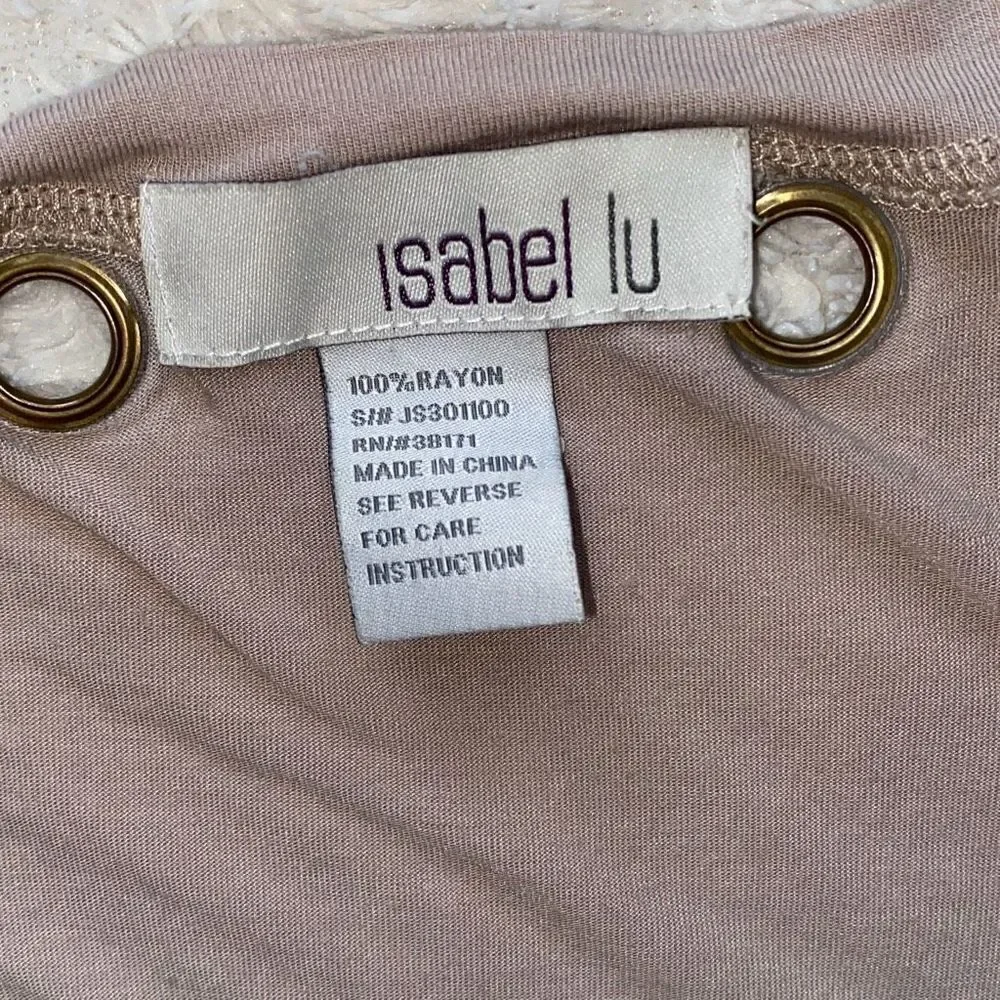 Isabel lu
100%RAYON
S/# JS301100
RN/#38171
MADE IN CHINA
SEE REVERSE
FOR CARE
INSTRUCTION